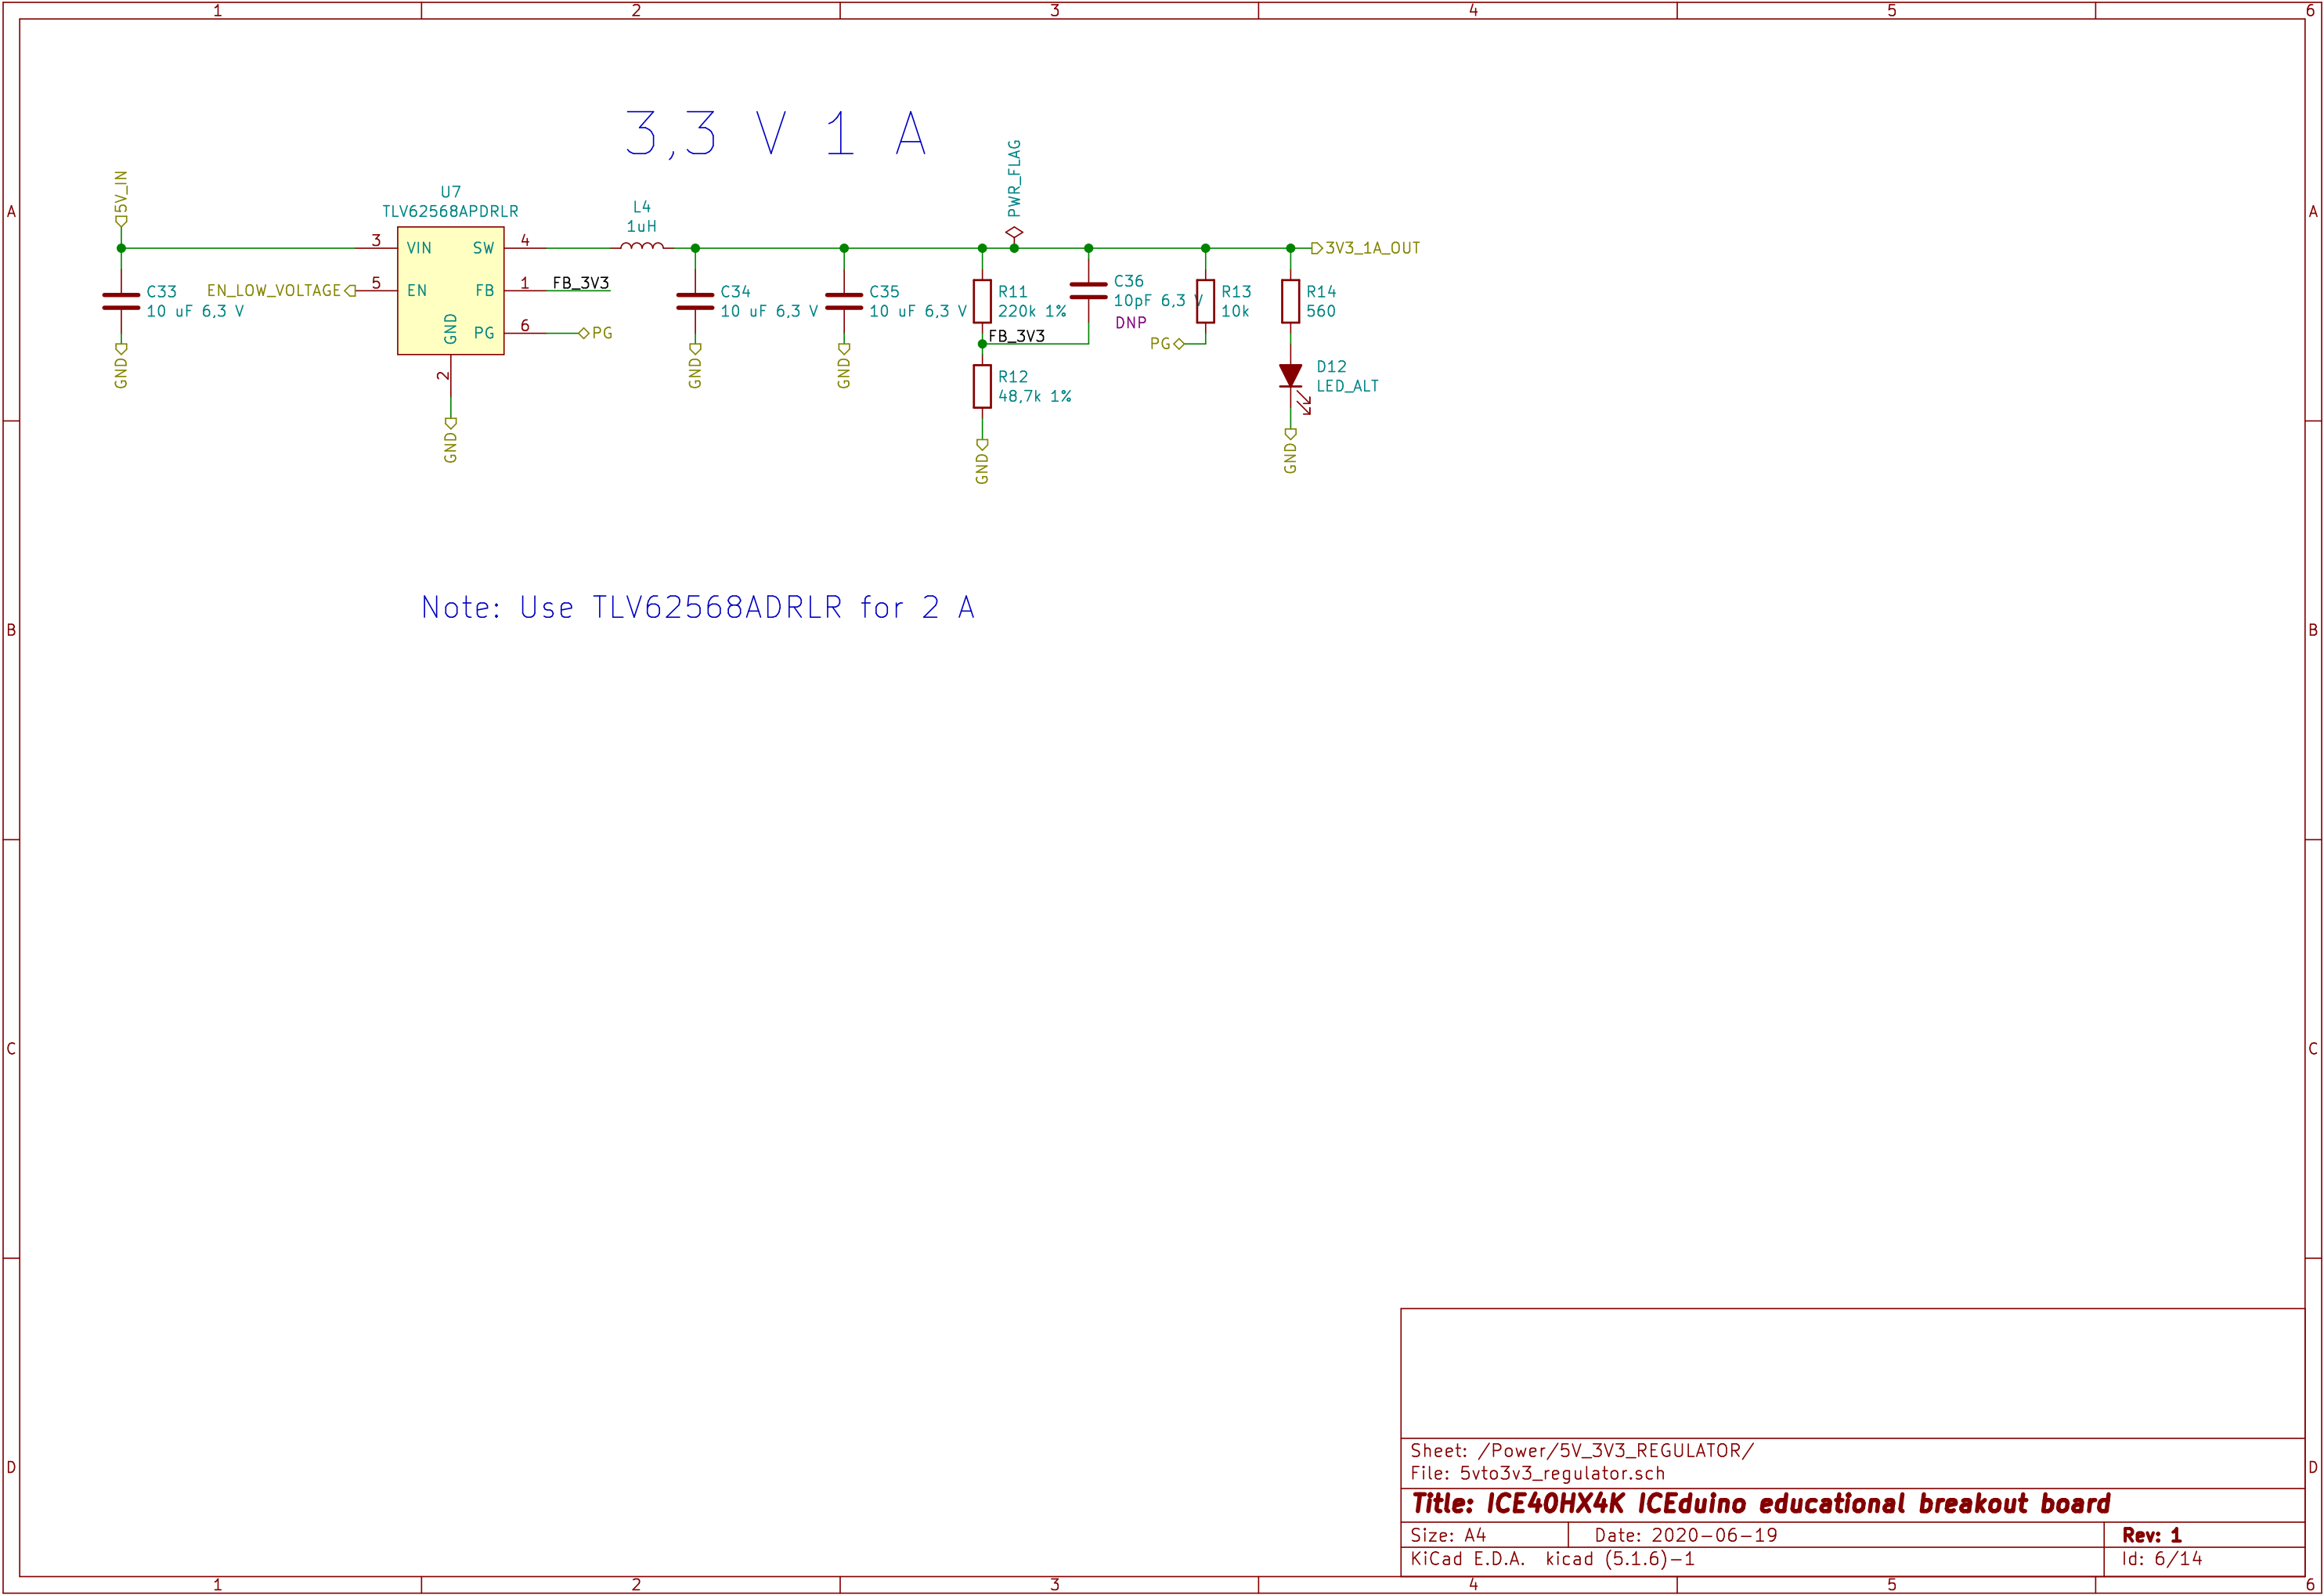 1 2 3 4 5 6
3,3 V 1 A
PWR_FLAG
5V_IN
U7
TLV62568APDRLR
L4
1uH
A
A
3 VIN SW 4
3V3_1A_OUT
EN_LOW_VOLTAGE 5 EN FB 1 FB_3V3
GND PG 6 PG
2
GND
C33
10 uF 6,3 V
GND
C34
10 uF 6,3 V
GND
C35
10 uF 6,3 V
GND
R11
220k 1%
FB_3V3
R12
48,7k 1%
GND
C36
10pF 6,3 V
DNP
R13
10k
PG
R14
560
D12
LED_ALT
GND
Note: Use TLV62568ADRLR for 2 A
B
B
C
C
D
D
Sheet: /Power/5V_3V3_REGULATOR/
File: 5vto3v3_regulator.sch
Title: ICE40HX4K ICEduino educational breakout board
Size: A4 Date: 2020-06-19 Rev: 1
KiCad E.D.A. kicad (5.1.6)-1 Id: 6/14
1 2 3 4 5 6